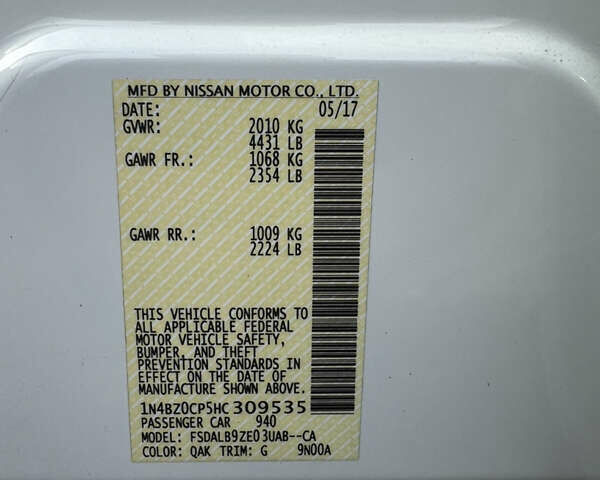 MFD BY NISSAN MOTOR CO., LTD.
DATE: 05/17
GVWR: 2010 KG
4431 LB
GAWR FR.: 1068 KG
2354 LB
GAWR RR.: 1009 KG
2224 LB
THIS VEHICLE CONFORMS TO
ALL APPLICABLE FEDERAL
MOTOR VEHICLE SAFETY,
BUMPER, AND THEFT
PREVENTION STANDARDS IN
EFFECT ON THE DATE OF
MANUFACTURE SHOWN ABOVE.
1N4BZ0CP5HC309535
PASSENGER CAR 940
MODEL: FSDALB9ZE03UAB--CA
COLOR: QAK TRIM: G 9N00A